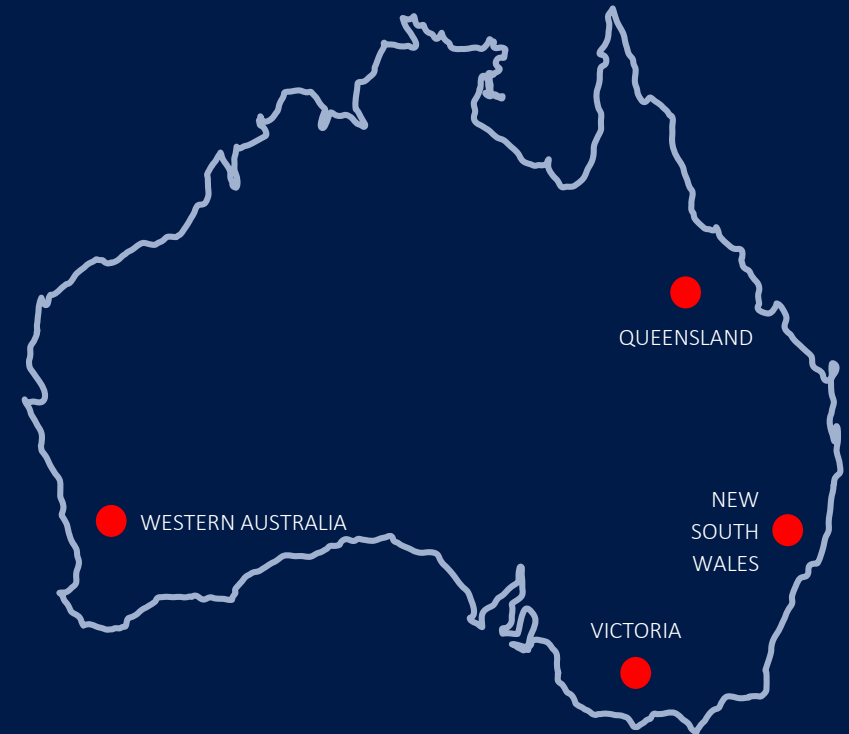 QUEENSLAND
NEW
SOUTH
WALES
WESTERN AUSTRALIA
VICTORIA